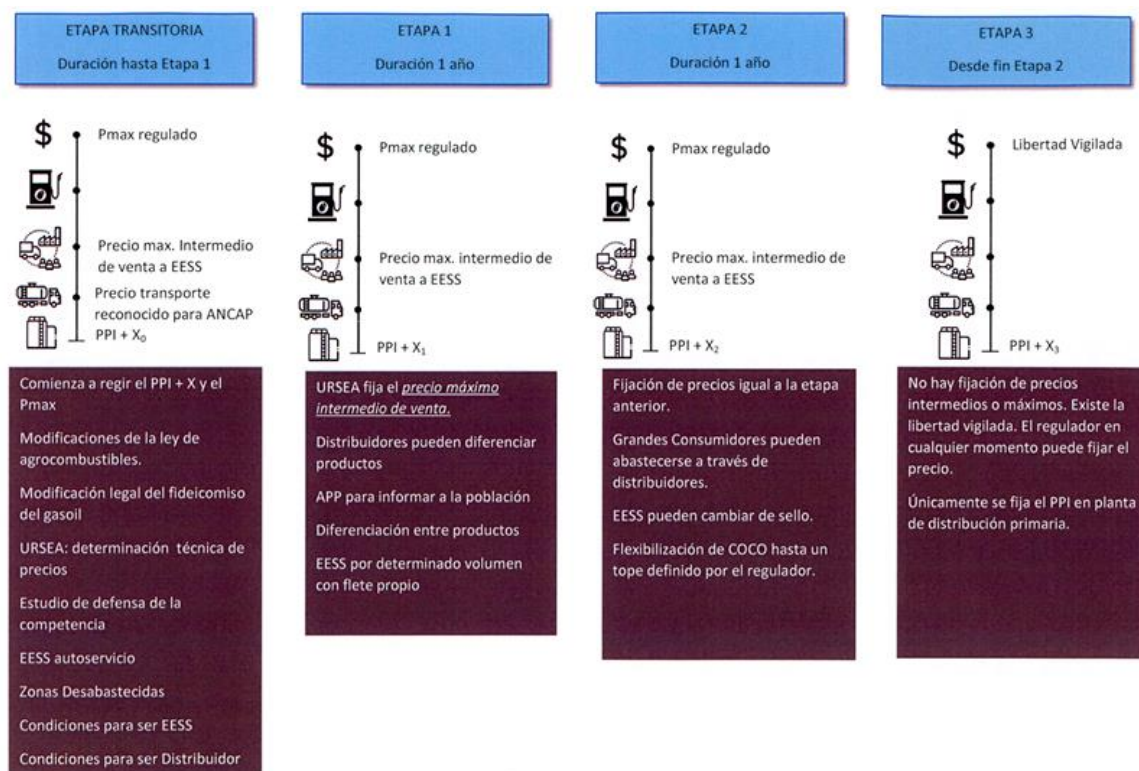 ETAPA TRANSITORIA
Duración hasta Etapa 1
$
Pmax regulado
Precio max. Intermedio
de venta a EESS
Precio transporte
reconocido para ANCAP
PPI + X₀
Comienza a regir el PPI + X y el
Pmax
Modificaciones de la ley de
agrocombustibles.
Modificación legal del fideicomiso
del gasoil
URSEA: determinación técnica de
precios
Estudio de defensa de la
competencia
EESS autoservicio
Zonas Desabastecidas
Condiciones para ser EESS
Condiciones para ser Distribuidor
ETAPA 1
Duración 1 año
$
Pmax regulado
Precio max. intermedio de
venta a EESS
PPI + X₁
URSEA fija el precio máximo
intermedio de venta.
Distribuidores pueden diferenciar
productos
APP para informar a la población
Diferenciación entre productos
EESS por determinado volumen
con flete propio
ETAPA 2
Duración 1 año
$
Pmax regulado
Precio max. intermedio de
venta a EESS
PPI + X₂
Fijación de precios igual a la etapa
anterior.
Grandes Consumidores pueden
abastecerse a través de
distribuidores.
EESS pueden cambiar de sello.
Flexibilización de COCO hasta un
tope definido por el regulador.
ETAPA 3
Desde fin Etapa 2
$
Libertad Vigilada
PPI + X₃
No hay fijación de precios
intermedios o máximos. Existe la
libertad vigilada. El regulador en
cualquier momento puede fijar el
precio.
Únicamente se fija el PPI en planta
de distribución primaria.